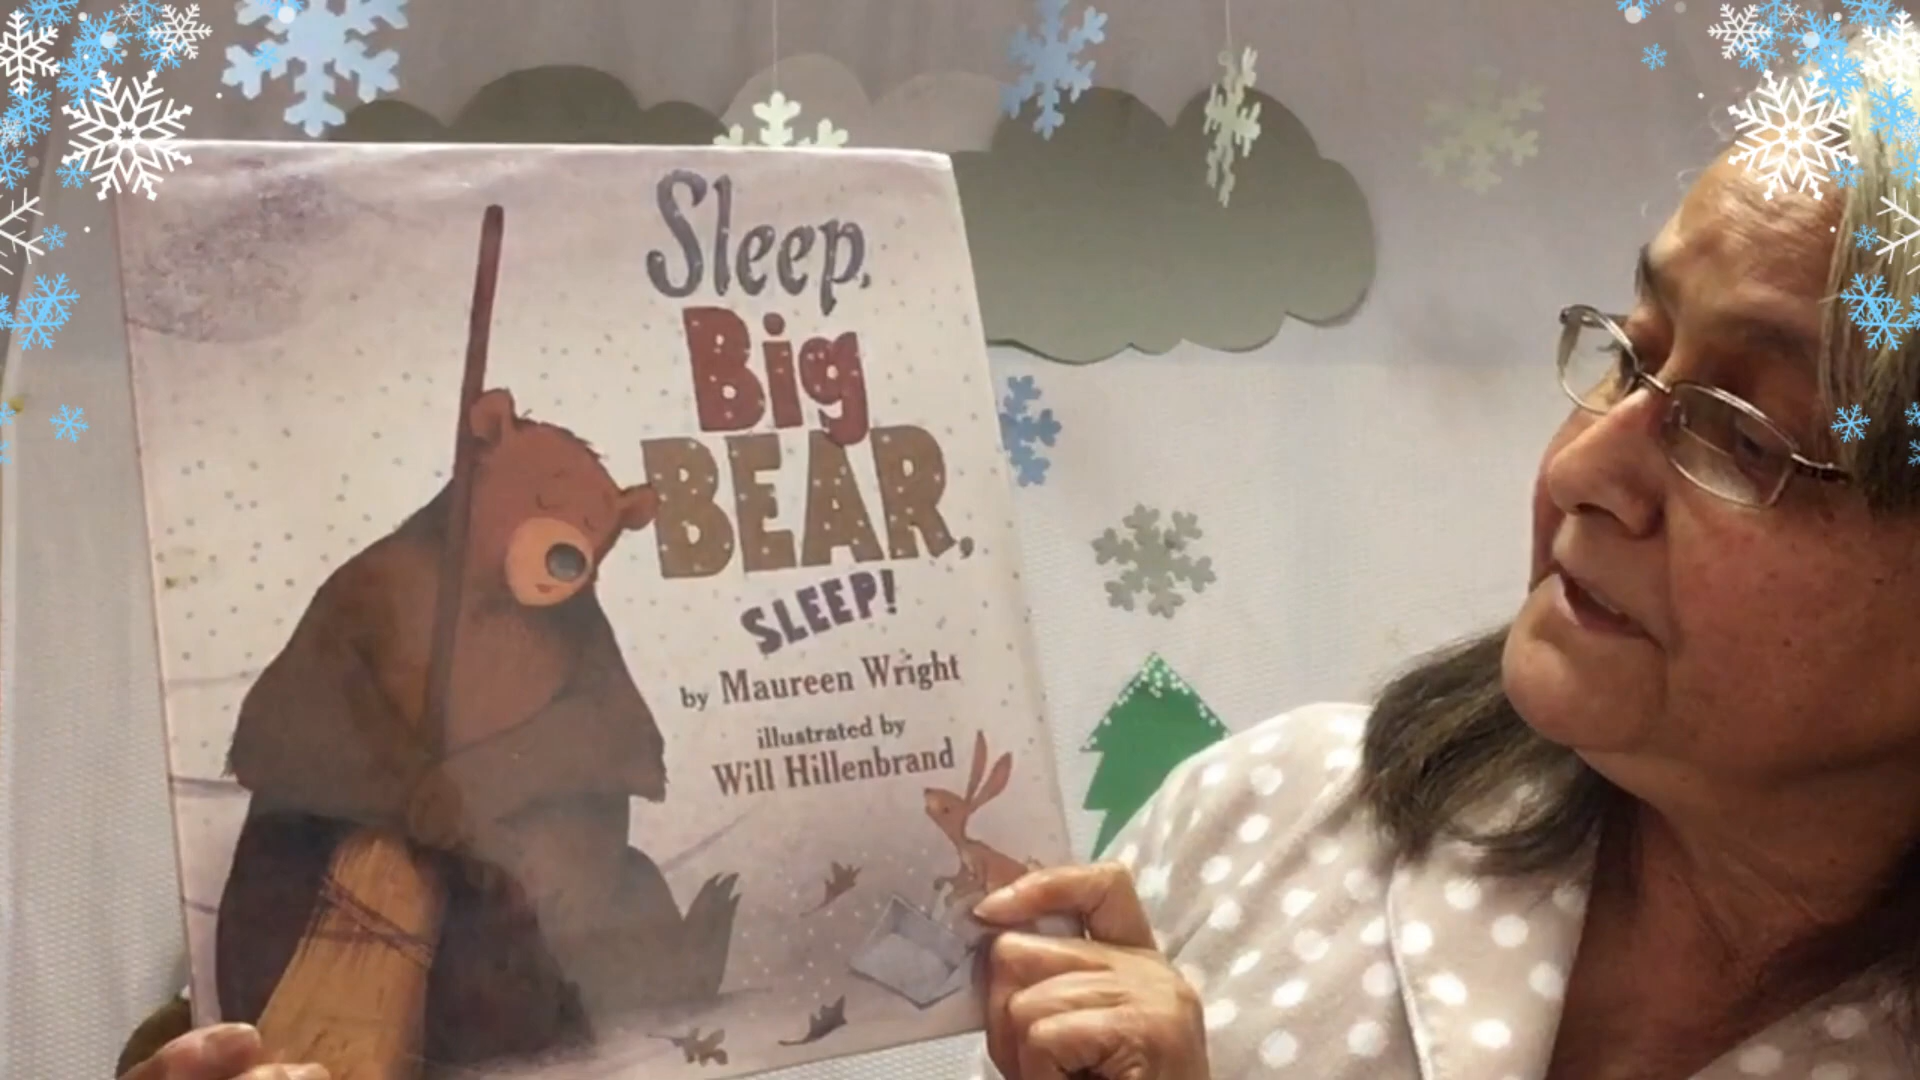 Sleep,
Big
BEAR,
SLEEP!
by Maureen Wright
illustrated by
Will Hillenbrand